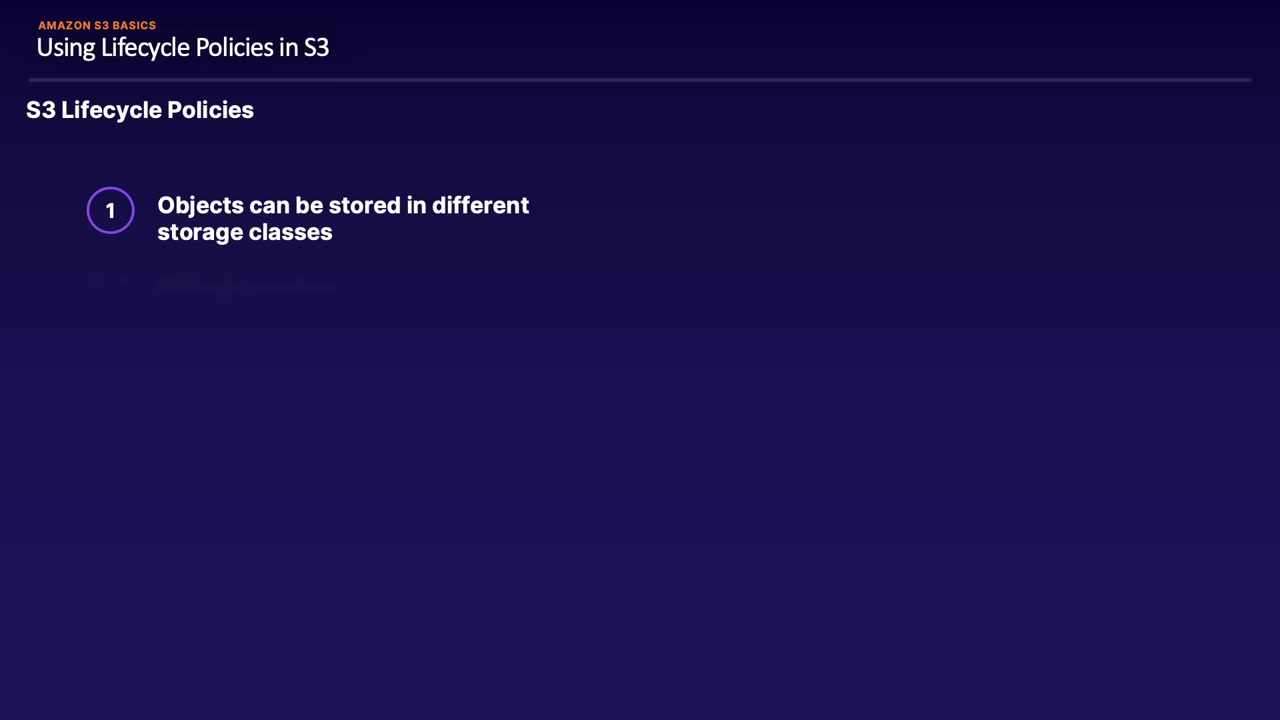 AMAZON S3 BASICS
Using Lifecycle Policies in S3
S3 Lifecycle Policies
1
Objects can be stored in different
storage classes